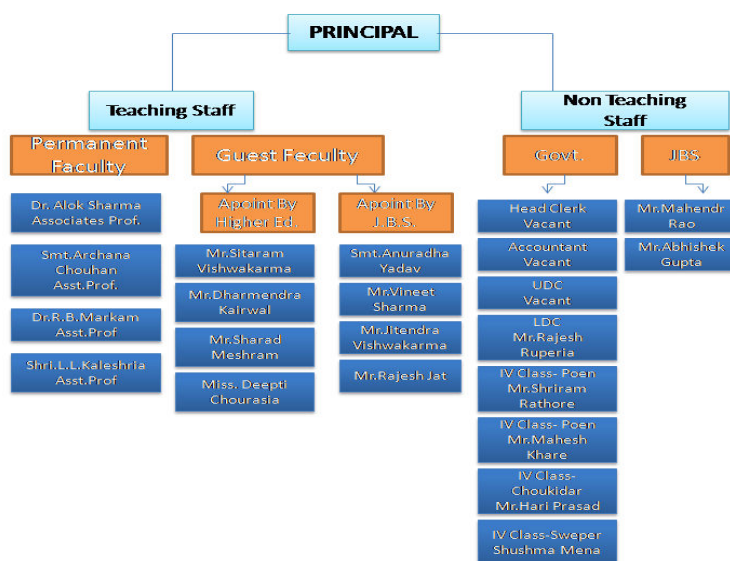 PRINCIPAL
Teaching Staff
Non Teaching
Staff
Permanent
Faculty
Guest Feculty
Govt.
JBS
Apoint By
Higher Ed.
Apoint By
J.B.S.
Dr. Alok Sharma
Associates Prof.
Smt.Archana
Chouhan
Asst.Prof.
Dr.R.B.Markam
Asst.Prof
Shri.L.L.Kaleshria
Asst.Prof
Mr.Sitaram
Vishwakarma
Mr.Dharmendra
Kairwal
Mr.Sharad
Meshram
Miss. Deepti
Chourasia
Smt.Anuradha
Yadav
Mr.Vineet
Sharma
Mr.Jitendra
Vishwakarma
Mr.Rajesh Jat
Head Clerk
Vacant
Accountant
Vacant
UDC
Vacant
LDC
Mr.Rajesh
Ruperia
IV Class- Poen
Mr.Shriram
Rathore
IV Class- Poen
Mr.Mahesh
Khare
IV Class-
Choukidar
Mr.Hari Prasad
IV Class-Sweper
Shushma Mena
Mr.Mahendr
Rao
Mr.Abhishek
Gupta